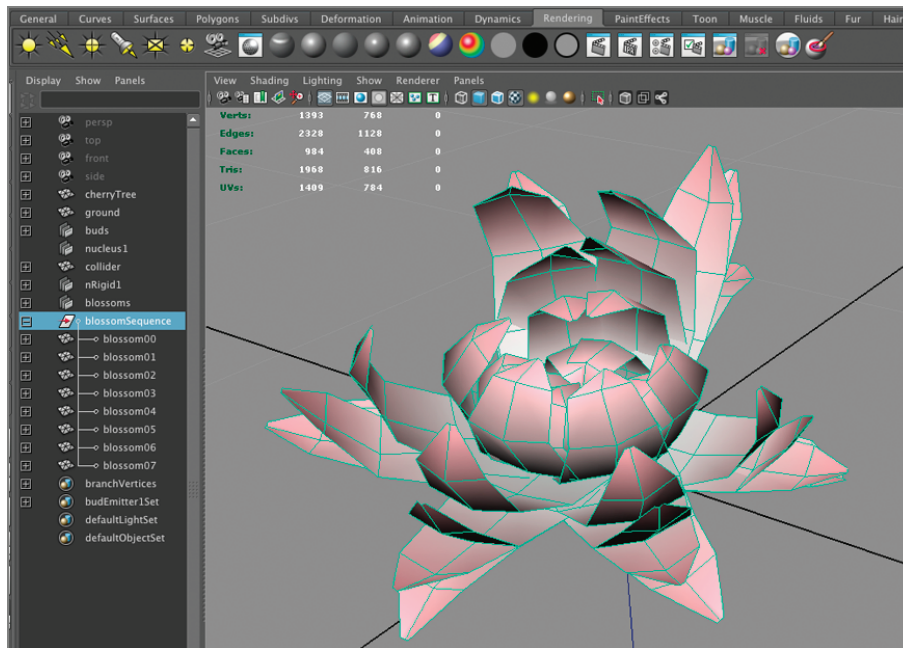 General Curves Surfaces Polygons Subdivs Deformation Animation Dynamics Rendering PaintEffects Toon Muscle Fluids Fur Hair
Display Show Panels
View Shading Lighting Show Renderer Panels
persp
top
front
side
cherryTree
ground
buds
nucleus1
collider
nRigid1
blossoms
blossomSequence
blossom00
blossom01
blossom02
blossom03
blossom04
blossom05
blossom06
blossom07
branchVertices
budEmitter1Set
defaultLightSet
defaultObjectSet
Verts: 1393 768 0
Edges: 2328 1128 0
Faces: 984 408 0
Tris: 1968 816 0
UVs: 1409 784 0